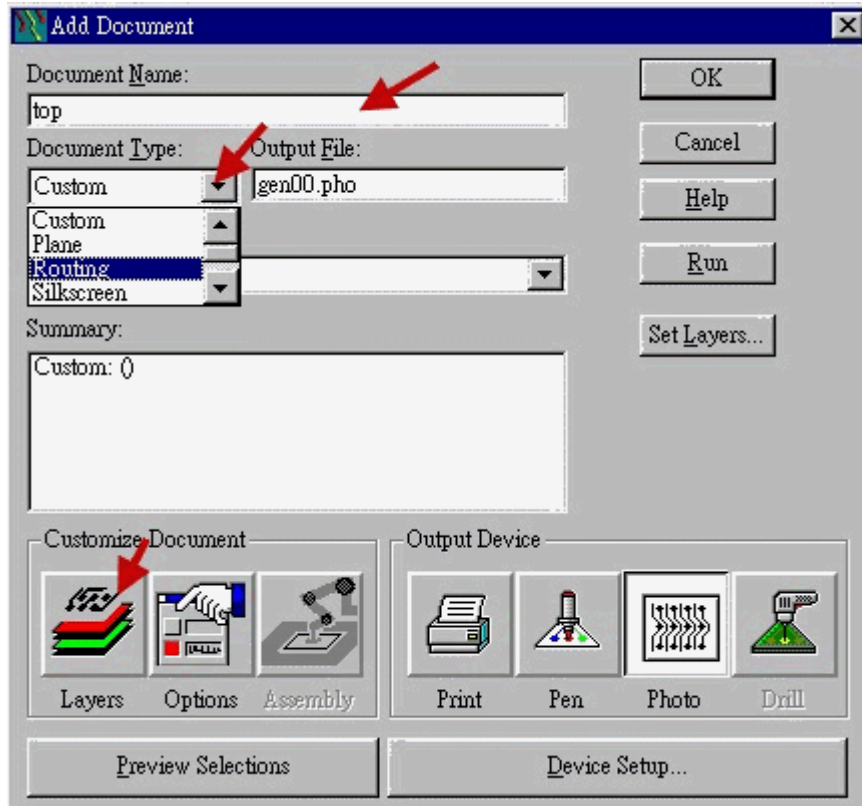 Add Document
Document Name:
OK
top
Document Type:
Output File:
Cancel
Custom
gen00.pho
Help
Custom
Plane
Routing
Silkscreen
Run
Summary:
Set Layers...
Custom: ()
Customize Document
Output Device
Layers
Options
Assembly
Print
Pen
Photo
Drill
Preview Selections
Device Setup...